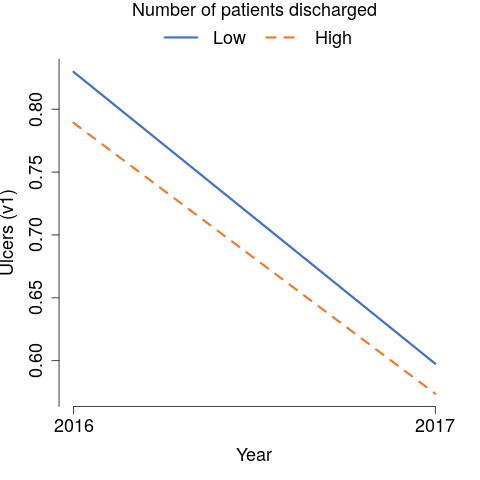 Number of patients discharged
Low High
0.80
0.75
0.70
0.65
0.60
Ulcers (v1)
2016 2017
Year